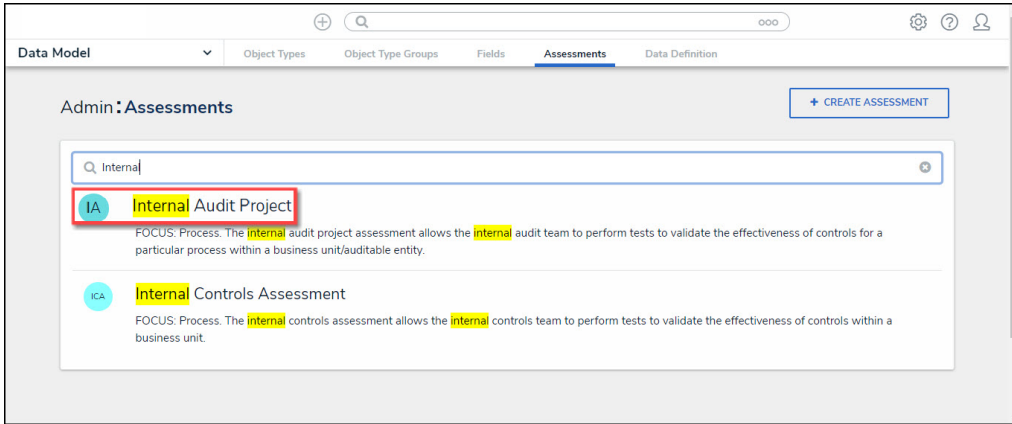 Data Model
Object Types
Object Type Groups
Fields
Assessments
Data Definition
Admin:Assessments
+ CREATE ASSESSMENT
Internal
IA
Internal Audit Project
FOCUS: Process. The internal audit project assessment allows the internal audit team to perform tests to validate the effectiveness of controls for a
particular process within a business unit/auditable entity.
ICA
Internal Controls Assessment
FOCUS: Process. The internal controls assessment allows the internal controls team to perform tests to validate the effectiveness of controls within a
business unit.